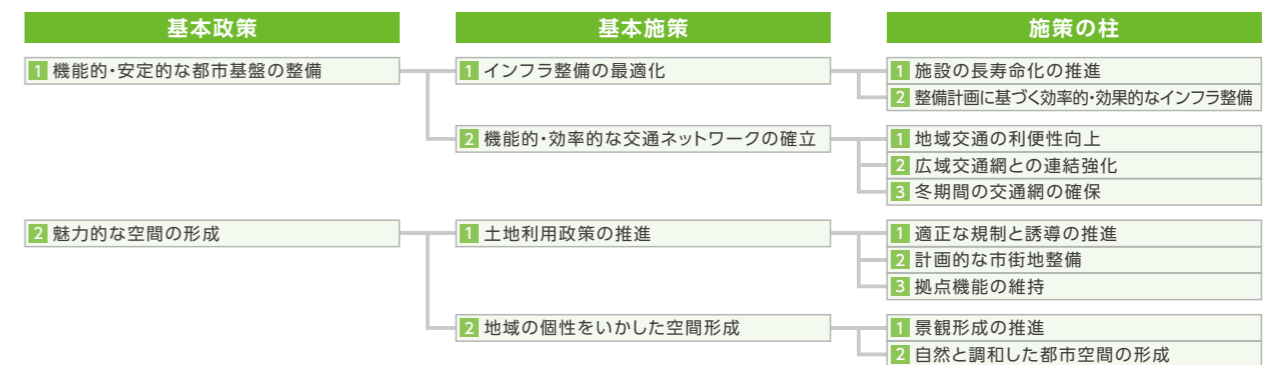 基本政策
基本施策
施策の柱
1 機能的・安定的な都市基盤の整備
1 インフラ整備の最適化
1 施設の長寿命化の推進
2 整備計画に基づく効率的・効果的なインフラ整備
2 機能的・効率的な交通ネットワークの確立
1 地域交通の利便性向上
2 広域交通網との連結強化
3 冬期間の交通網の確保
2 魅力的な空間の形成
1 土地利用政策の推進
1 適正な規制と誘導の推進
2 計画的な市街地整備
3 拠点機能の維持
2 地域の個性をいかした空間形成
1 景観形成の推進
2 自然と調和した都市空間の形成